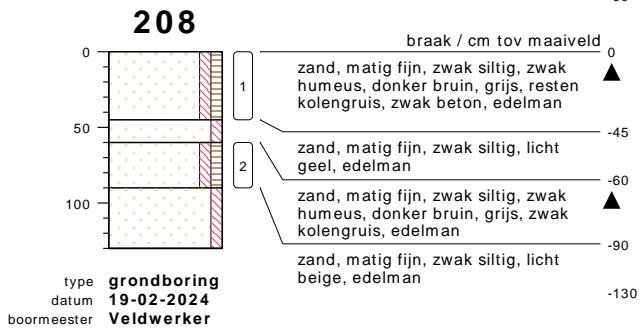 208
braak / cm tov maaiveld
0
0
zand, matig fijn, zwak siltig, zwak
humeus, donker bruin, grijs, resten
kolengruis, zwak beton, edelman
1
50
-45
zand, matig fijn, zwak siltig, licht
geel, edelman
2
-60
zand, matig fijn, zwak siltig, zwak
humeus, donker bruin, grijs, zwak
kolengruis, edelman
100
-90
zand, matig fijn, zwak siltig, licht
beige, edelman
-130
type grondboring
datum 19-02-2024
boormeester Veldwerker